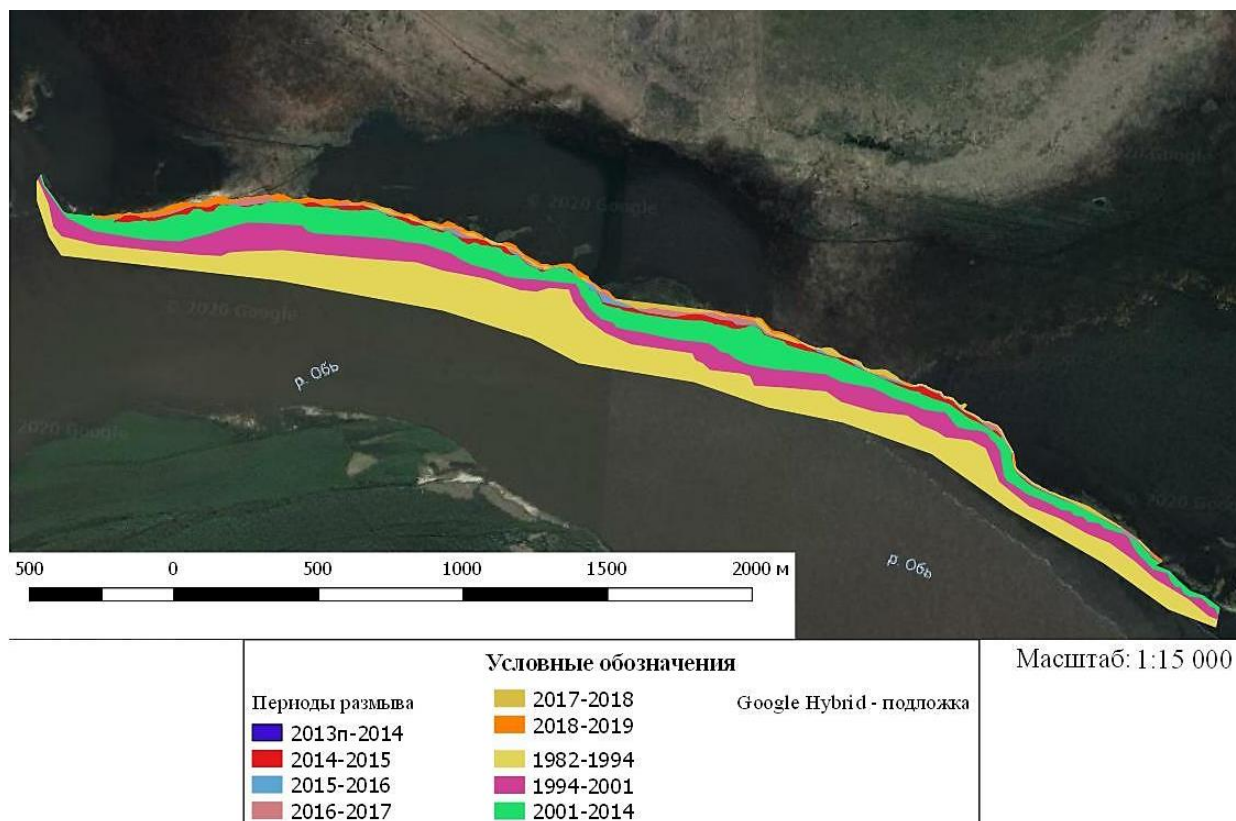 2020 Google
© 2020 Google
© 2020 Google
2020 Google
2020 Google
р. Обь
р. Обь
500 0 500 1000 1500 2000 м
Масштаб: 1:15 000
Условные обозначения
Периоды размыва
2013п-2014
2014-2015
2015-2016
2016-2017
2017-2018
2018-2019
1982-1994
1994-2001
2001-2014
Google Hybrid - подложка